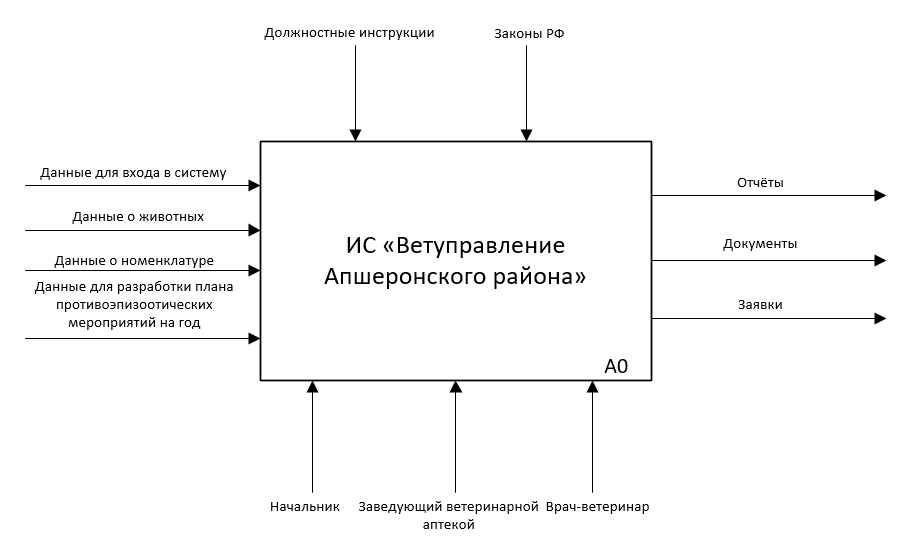 Должностные инструкции
Законы РФ
Данные для входа в систему
Данные о животных
Данные о номенклатуре
Данные для разработки плана
противоэпизоотических
мероприятий на год
ИС «Ветуправление
Апшеронского района»
А0
Отчёты
Документы
Заявки
Начальник
Заведующий ветеринарной
аптекой
Врач-ветеринар